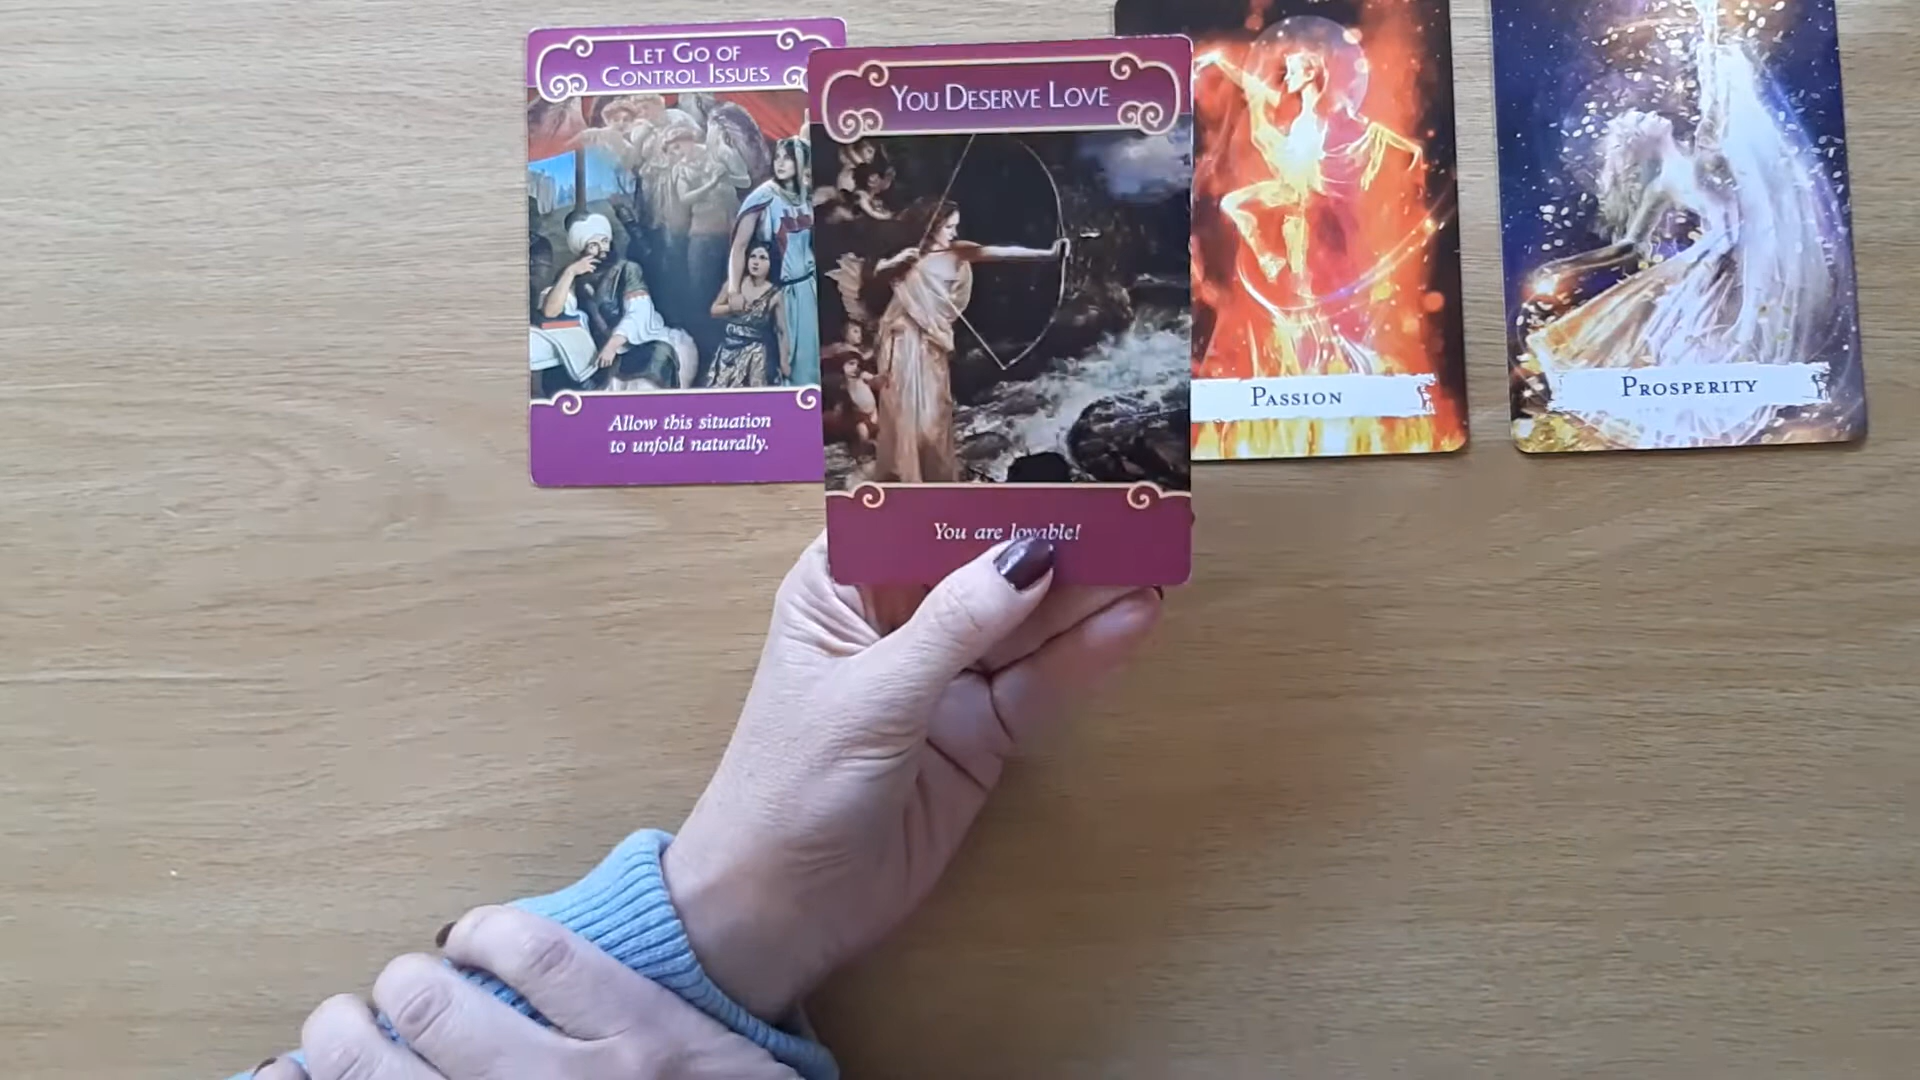 LET GO OF
CONTROL ISSUES
Allow this situation
to unfold naturally.
YOU DESERVE LOVE
You are lovable!
PASSION
PROSPERITY